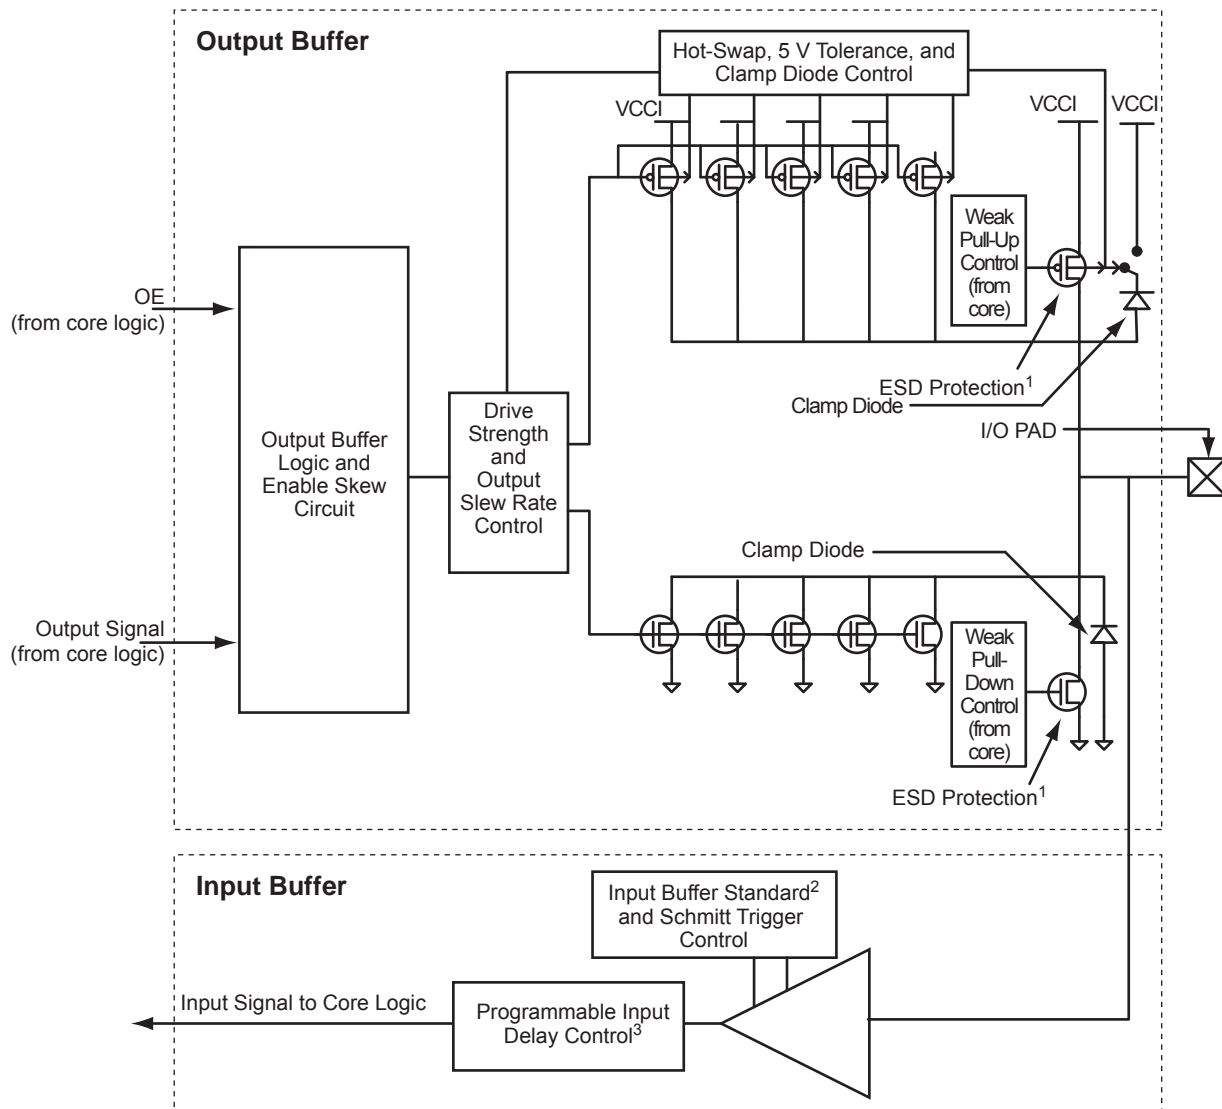 Output Buffer
Hot-Swap, 5 V Tolerance, and
Clamp Diode Control
VCCI
VCCI
VCCI
Weak
Pull-Up
Control
(from
core)
OE
(from core logic)
ESD Protection1
Clamp Diode
I/O PAD
Output Buffer
Logic and
Enable Skew
Circuit
Drive
Strength
and
Output
Slew Rate
Control
Clamp Diode
Output Signal
(from core logic)
Weak
Pull-
Down
Control
(from
core)
ESD Protection1
Input Buffer
Input Buffer Standard2
and Schmitt Trigger
Control
Input Signal to Core Logic
Programmable Input
Delay Control3